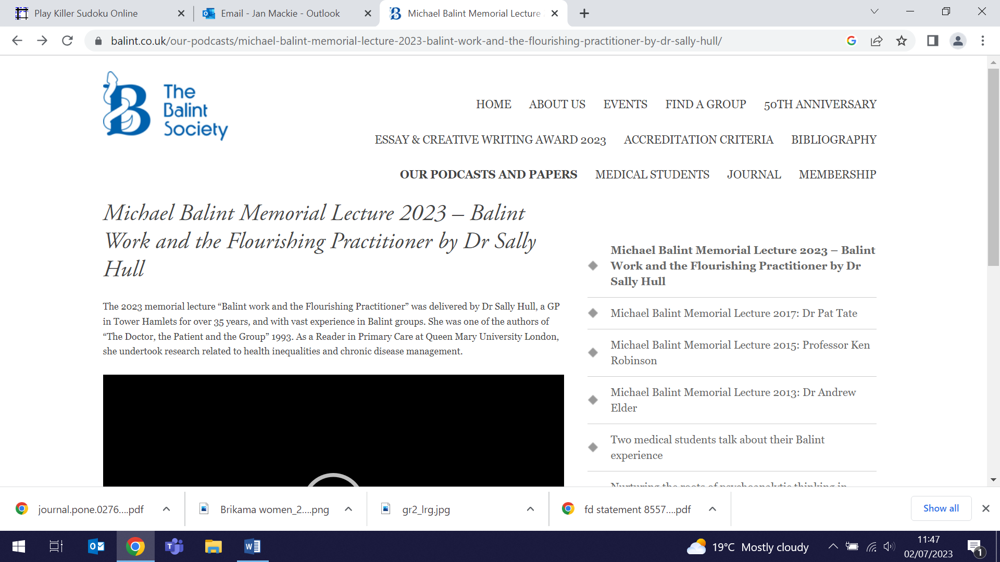 Play Killer Sudoku Online
Email - Jan Mackie - Outlook
Michael Balint Memorial Lecture
balint.co.uk/our-podcasts/michael-balint-memorial-lecture-2023-balint-work-and-the-flourishing-practitioner-by-dr-sally-hull/
The
Balint
Society
HOME ABOUT US EVENTS FIND A GROUP 50TH ANNIVERSARY
ESSAY & CREATIVE WRITING AWARD 2023 ACCREDITATION CRITERIA BIBLIOGRAPHY
OUR PODCASTS AND PAPERS MEDICAL STUDENTS JOURNAL MEMBERSHIP
Michael Balint Memorial Lecture 2023 – Balint
Work and the Flourishing Practitioner by Dr Sally
Hull
The 2023 memorial lecture “Balint work and the Flourishing Practitioner” was delivered by Dr Sally Hull, a GP
in Tower Hamlets for over 35 years, and with vast experience in Balint groups. She was one of the authors of
“The Doctor, the Patient and the Group” 1993. As a Reader in Primary Care at Queen Mary University London,
she undertook research related to health inequalities and chronic disease management.
Michael Balint Memorial Lecture 2023 – Balint
Work and the Flourishing Practitioner by Dr
Sally Hull
Michael Balint Memorial Lecture 2017: Dr Pat Tate
Michael Balint Memorial Lecture 2015: Professor Ken
Robinson
Michael Balint Memorial Lecture 2013: Dr Andrew
Elder
Two medical students talk about their Balint
experience
Nurturing the roots of psychoanalytic thinking in
journal.pone.0276....pdf
Brikama women_2....png
gr2_lrg.jpg
fd statement 8557....pdf
Show all
19°C Mostly cloudy
11:47
02/07/2023
1